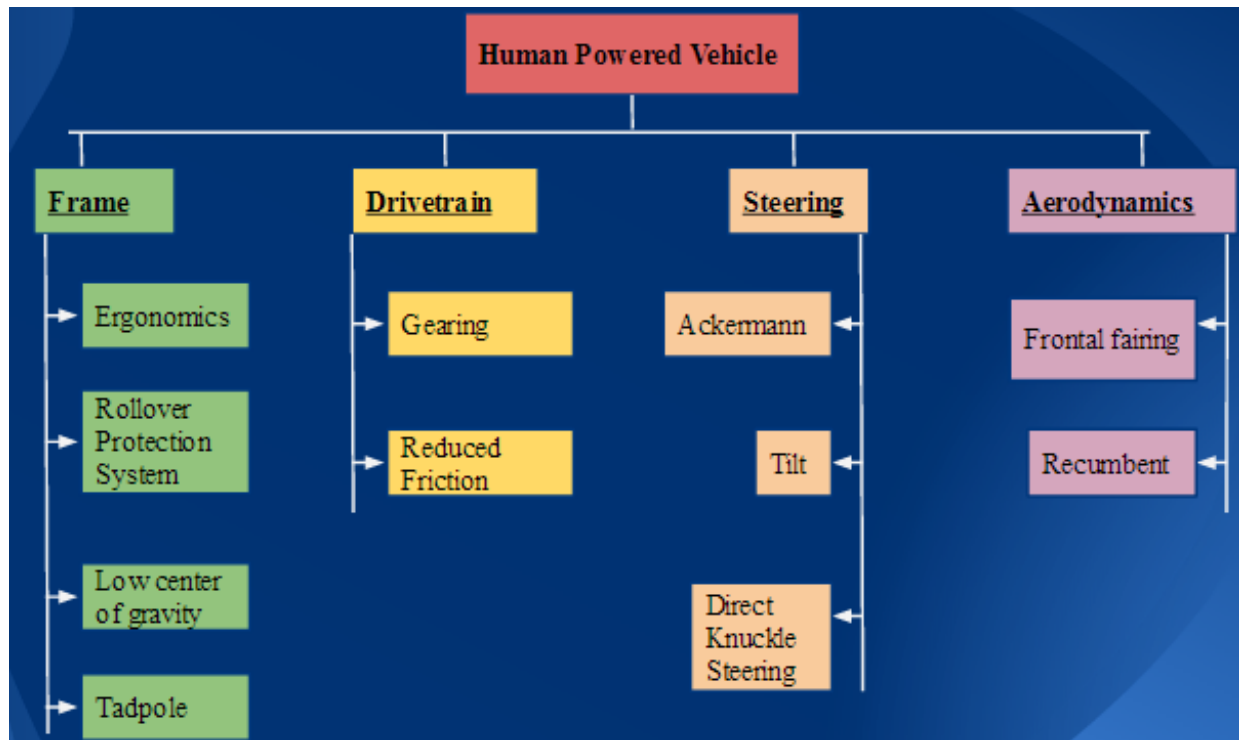 Human Powered Vehicle
Frame
Drivetrain
Steering
Aerodynamics
Ergonomics
Rollover
Protection
System
Low center
of gravity
Tadpole
Gearing
Reduced
Friction
Ackermann
Tilt
Direct
Knuckle
Steering
Frontal fairing
Recumbent